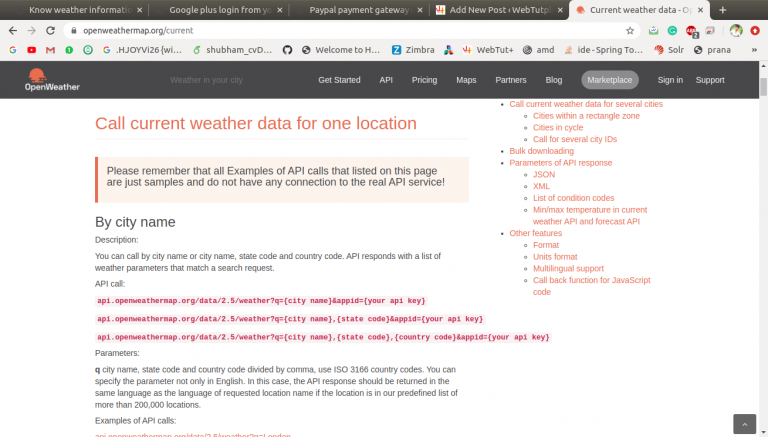 Know weather informatio
Google plus login from yo
Paypal payment gateway
Add New Post ‹ WebTutpl
Current weather data - Op
openweathermap.org/current
.HJOYVi26 {wi...
shubham_cvD...
Welcome to H...
Zimbra
WebTut+
amd
ide - Spring To...
Solr
prana
»
OpenWeather
Weather in your city
Get Started
API
Pricing
Maps
Partners
Blog
Marketplace
Sign in
Support
Call current weather data for one location
Please remember that all Examples of API calls that listed on this page
are just samples and do not have any connection to the real API service!
By city name
Description:
You can call by city name or city name, state code and country code. API responds with a list of
weather parameters that match a search request.
API call:
api.openweathermap.org/data/2.5/weather?q={city name}&appid={your api key}
api.openweathermap.org/data/2.5/weather?q={city name},{state code}&appid={your api key}
api.openweathermap.org/data/2.5/weather?q={city name},{state code},{country code}&appid={your api key}
Parameters:
q city name, state code and country code divided by comma, use ISO 3166 country codes. You can
specify the parameter not only in English. In this case, the API response should be returned in the
same language as the language of requested location name if the location is in our predefined list of
more than 200,000 locations.
Examples of API calls:
api.openweathermap.org/data/2.5/weather?q=London
Call current weather data for several cities
Cities within a rectangle zone
Cities in cycle
Call for several city IDs
Bulk downloading
Parameters of API response
JSON
XML
List of condition codes
Min/max temperature in current
weather API and forecast API
Other features
Format
Units format
Multilingual support
Call back function for JavaScript
code